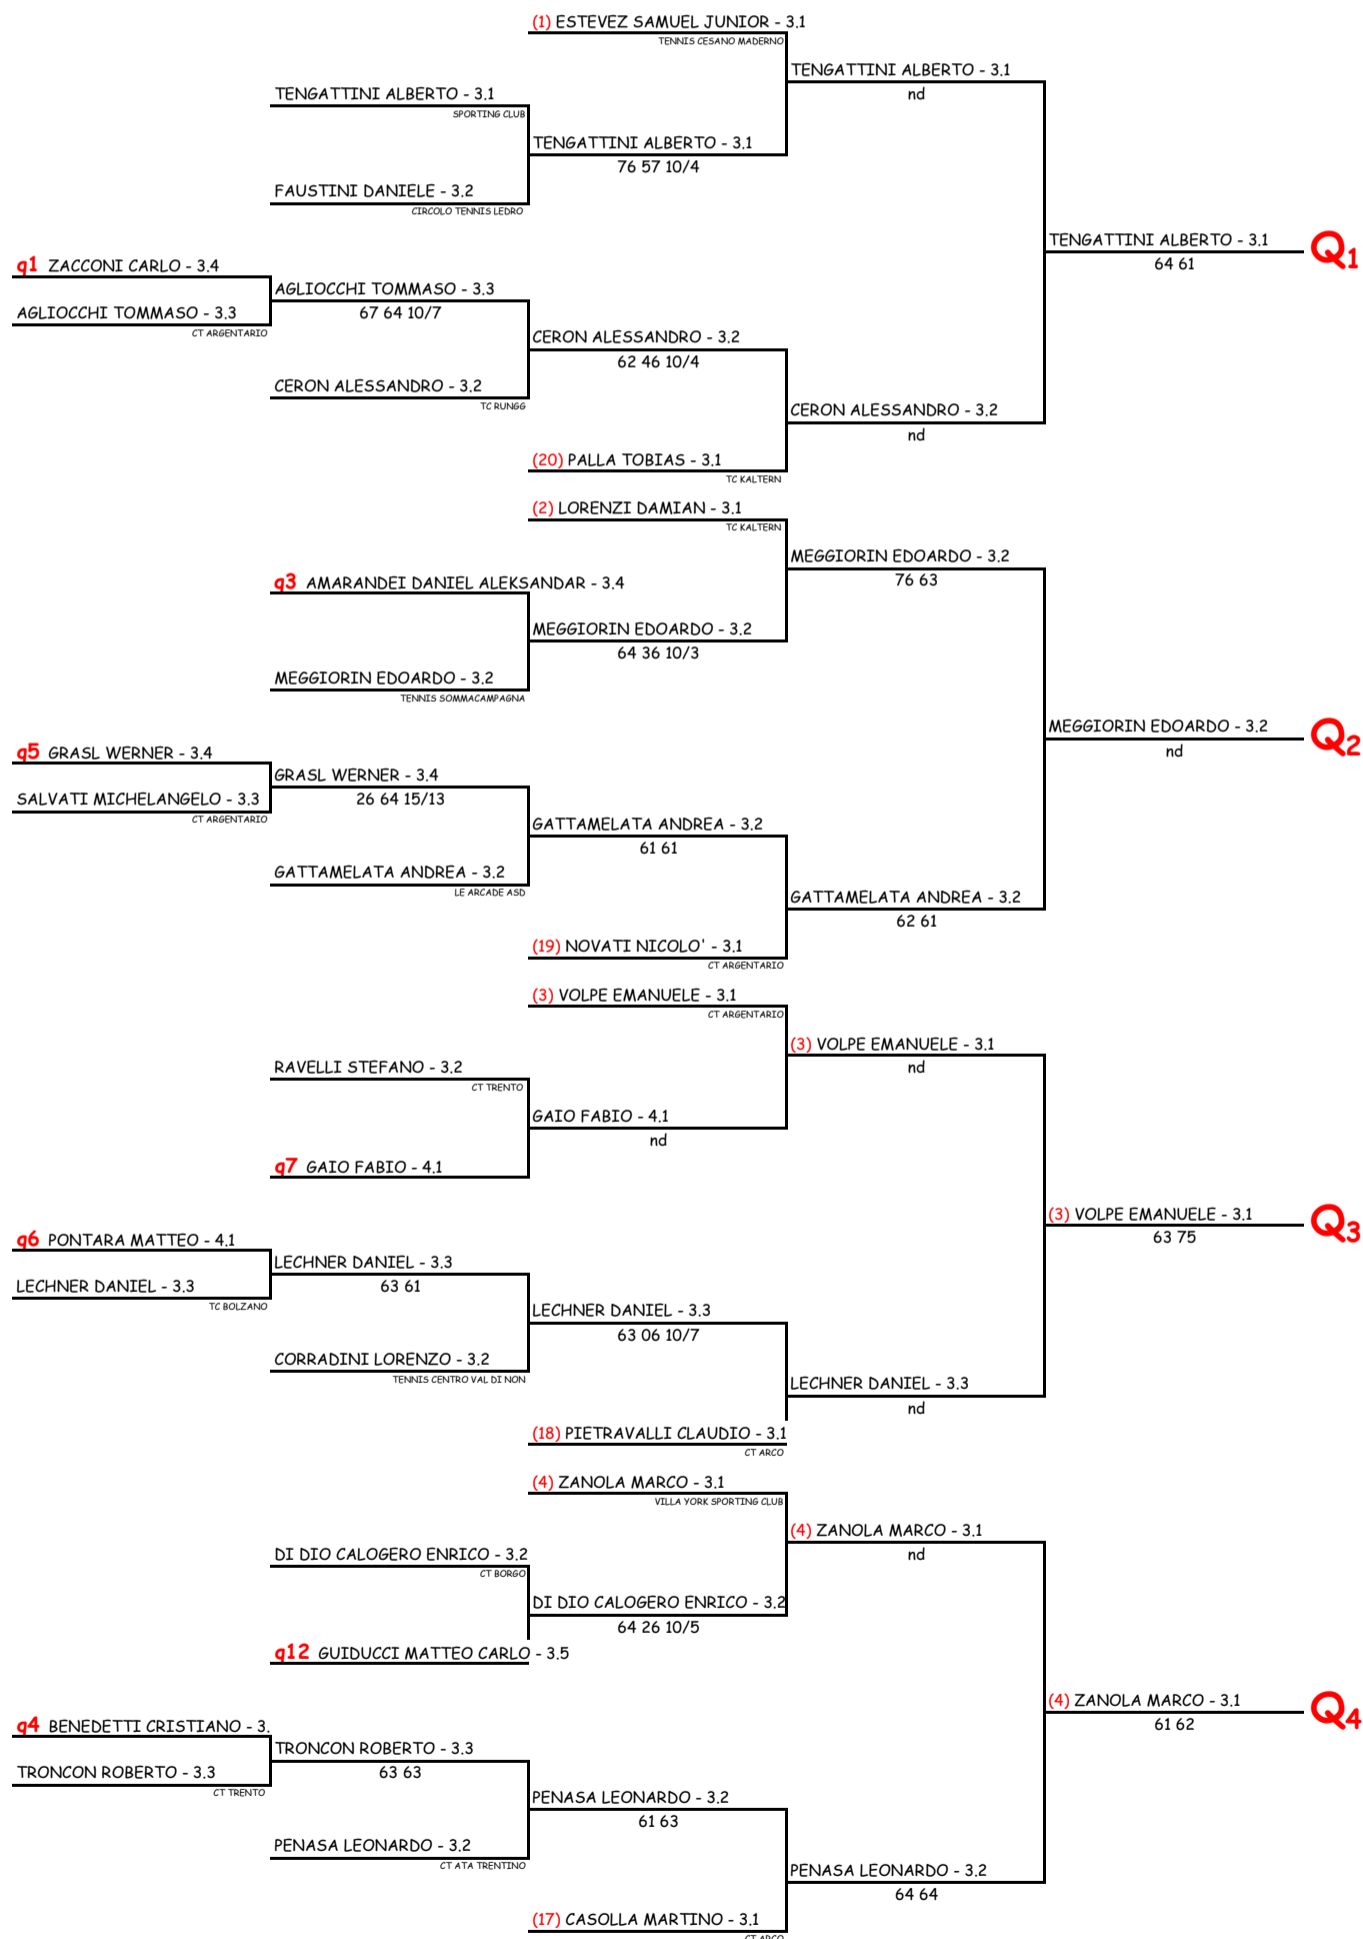 (1) ESTEVEZ SAMUEL JUNIOR - 3.1
TENNIS CESANO MADERNO
TENGATTINI ALBERTO - 3.1
nd
TENGATTINI ALBERTO - 3.1
SPORTING CLUB
TENGATTINI ALBERTO - 3.1
76 57 10/4
FAUSTINI DANIELE - 3.2
CIRCOLO TENNIS LEDRO
TENGATTINI ALBERTO - 3.1
64 61
Q1
q1 ZACCONI CARLO - 3.4
AGLIOCCHI TOMMASO - 3.3
67 64 10/7
AGLIOCCHI TOMMASO - 3.3
CT ARGENTARIO
CERON ALESSANDRO - 3.2
62 46 10/4
CERON ALESSANDRO - 3.2
TC RUNGG
CERON ALESSANDRO - 3.2
nd
(20) PALLA TOBIAS - 3.1
TC KALTERN
(2) LORENZI DAMIAN - 3.1
TC KALTERN
MEGGIORIN EDOARDO - 3.2
76 63
q3 AMARANDEI DANIEL ALEKSANDAR - 3.4
MEGGIORIN EDOARDO - 3.2
64 36 10/3
MEGGIORIN EDOARDO - 3.2
TENNIS SOMMACAMPAGNA
MEGGIORIN EDOARDO - 3.2
nd
Q2
q5 GRASL WERNER - 3.4
GRASL WERNER - 3.4
26 64 15/13
SALVATI MICHELANGELO - 3.3
CT ARGENTARIO
GATTAMELATA ANDREA - 3.2
61 61
GATTAMELATA ANDREA - 3.2
LE ARCADE ASD
GATTAMELATA ANDREA - 3.2
62 61
(19) NOVATI NICOLO' - 3.1
CT ARGENTARIO
(3) VOLPE EMANUELE - 3.1
CT ARGENTARIO
(3) VOLPE EMANUELE - 3.1
nd
RAVELLI STEFANO - 3.2
CT TRENTO
GAIO FABIO - 4.1
nd
q7 GAIO FABIO - 4.1
(3) VOLPE EMANUELE - 3.1
63 75
Q3
q6 PONTARA MATTEO - 4.1
LECHNER DANIEL - 3.3
63 61
LECHNER DANIEL - 3.3
TC BOLZANO
LECHNER DANIEL - 3.3
63 06 10/7
CORRADINI LORENZO - 3.2
TENNIS CENTRO VAL DI NON
LECHNER DANIEL - 3.3
nd
(18) PIETRAVALLI CLAUDIO - 3.1
CT ARCO
(4) ZANOLA MARCO - 3.1
VILLA YORK SPORTING CLUB
(4) ZANOLA MARCO - 3.1
nd
DI DIO CALOGERO ENRICO - 3.2
CT BORGO
DI DIO CALOGERO ENRICO - 3.2
64 26 10/5
q12 GUIDUCCI MATTEO CARLO - 3.5
(4) ZANOLA MARCO - 3.1
61 62
Q4
q4 BENEDETTI CRISTIANO - 3.
TRONCON ROBERTO - 3.3
63 63
TRONCON ROBERTO - 3.3
CT TRENTO
PENASA LEONARDO - 3.2
61 63
PENASA LEONARDO - 3.2
CT ATA TRENTINO
PENASA LEONARDO - 3.2
64 64
(17) CASOLLA MARTINO - 3.1
CT ARCO